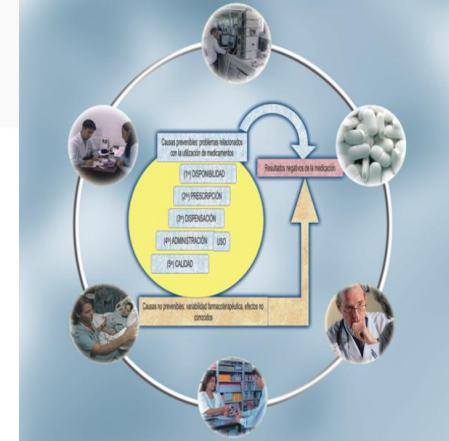 Causas prevenibles: problemas relacionados
con la utilización de medicamentos
Resultados negativos de la medicación
(1º) DISPONIBILIDAD
(2º) PRESCRIPCIÓN
(3º) DISPENSACIÓN
(4º) ADMINISTRACIÓN USO
(5º) CALIDAD
Causas no prevenibles: variabilidad farmacoterapéutica, efectos no
conocidos